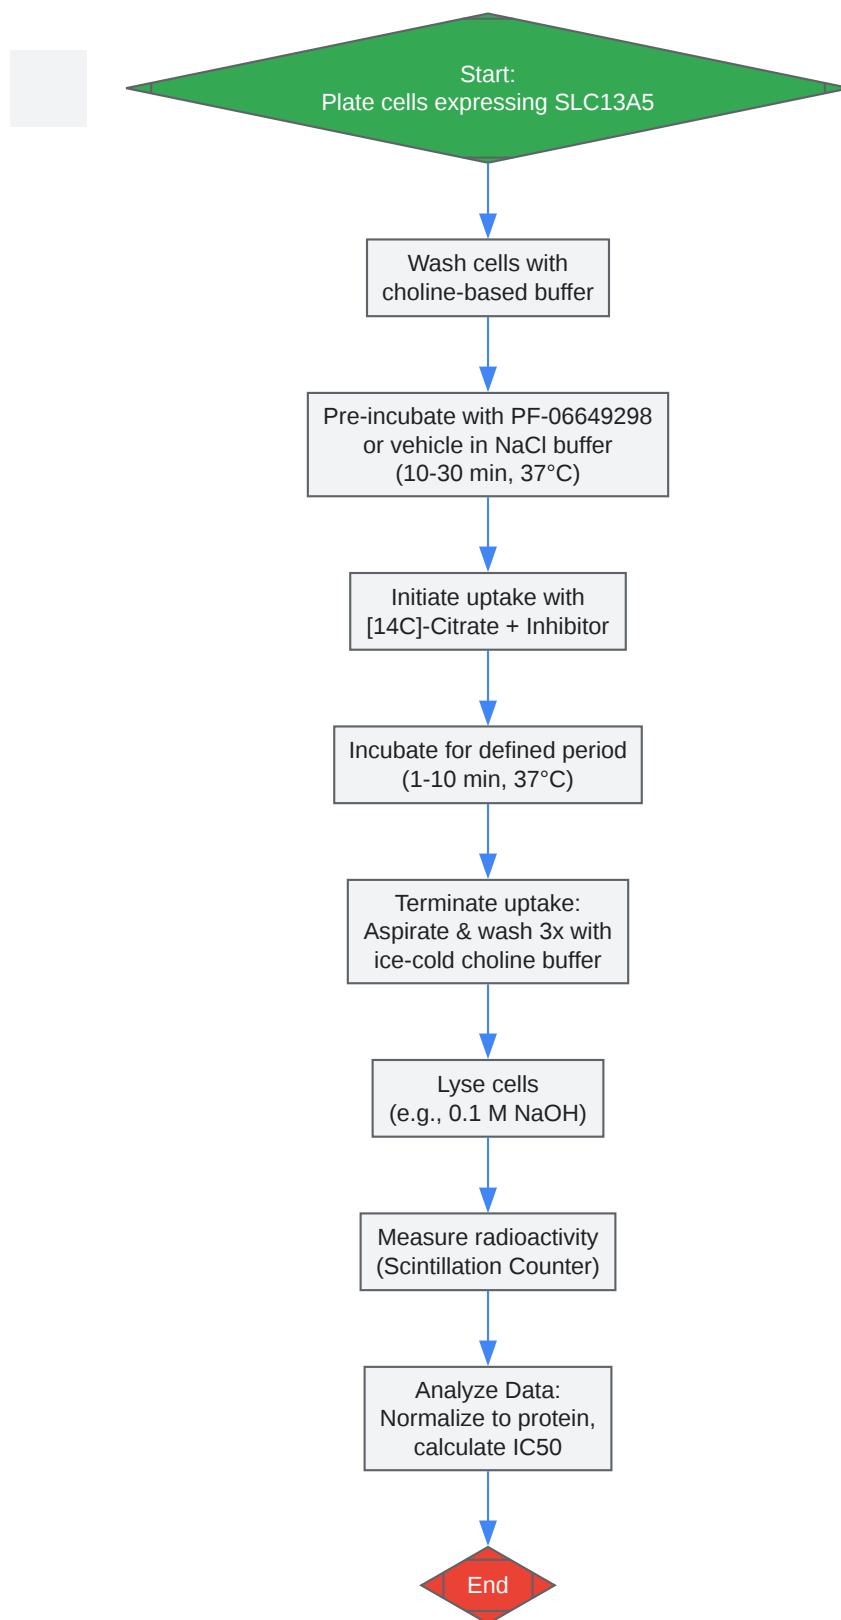 Start:
Plate cells expressing SLC13A5
Wash cells with
choline-based buffer
Pre-incubate with PF-06649298
or vehicle in NaCl buffer
(10-30 min, 37°C)
Initiate uptake with
[14C]-Citrate + Inhibitor
Incubate for defined period
(1-10 min, 37°C)
Terminate uptake:
Aspirate & wash 3x with
ice-cold choline buffer
Lyse cells
(e.g., 0.1 M NaOH)
Measure radioactivity
(Scintillation Counter)
Analyze Data:
Normalize to protein,
calculate IC50
End